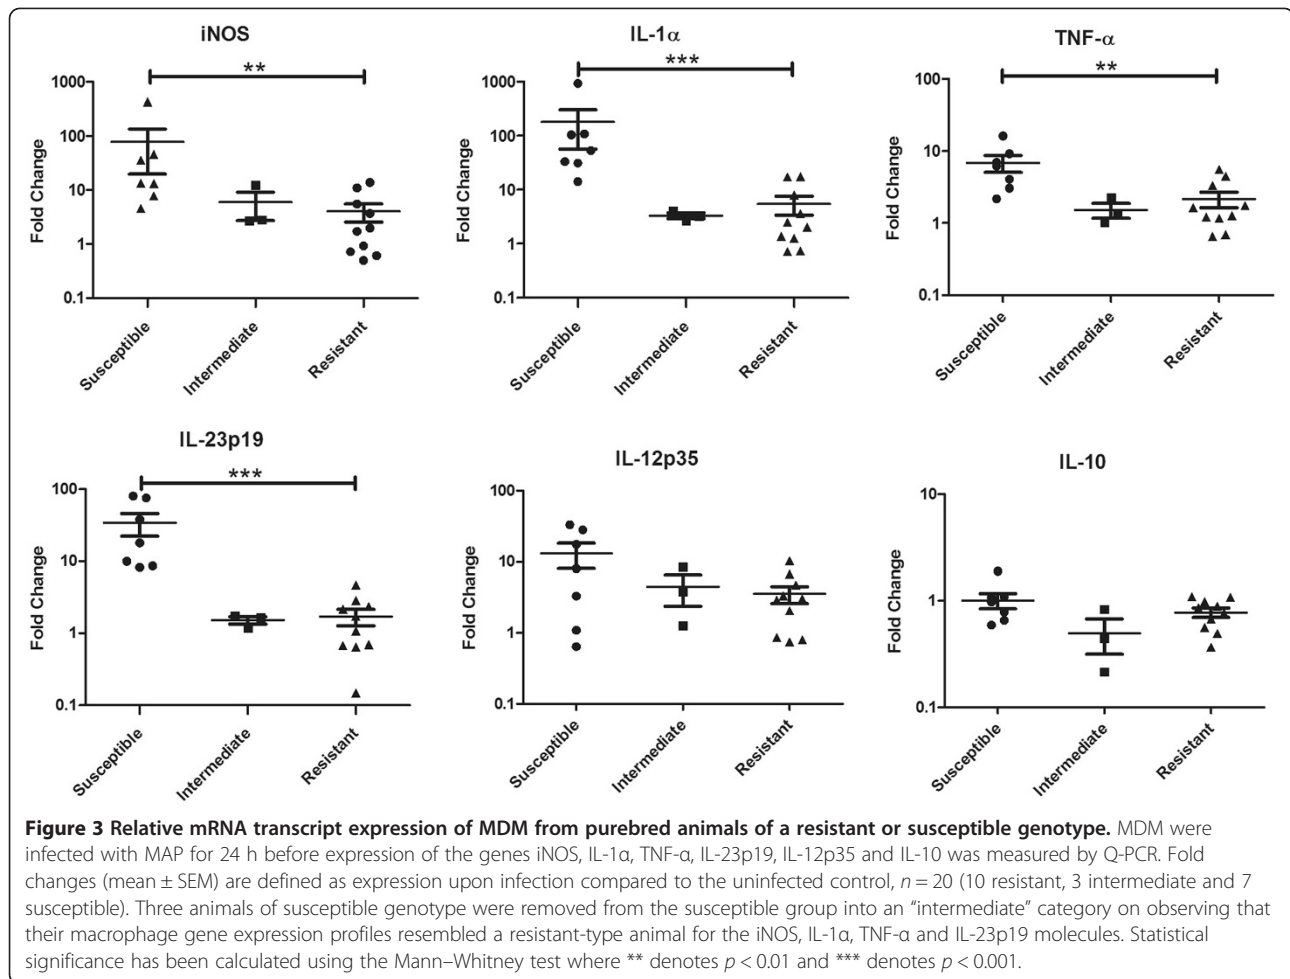 iNOS
**
Fold Change
1000
100
10
1
0.1
Susceptible
Intermediate
Resistant
IL-1α
***
Fold Change
1000
100
10
1
0.1
Susceptible
Intermediate
Resistant
TNF-α
**
Fold Change
100
10
1
0.1
Susceptible
Intermediate
Resistant
IL-23p19
***
Fold Change
100
10
1
0.1
Susceptible
Intermediate
Resistant
IL-12p35
Fold Change
100
10
1
0.1
Susceptible
Intermediate
Resistant
IL-10
Fold Change
10
1
0.1
Susceptible
Intermediate
Resistant
Figure 3 Relative mRNA transcript expression of MDM from purebred animals of a resistant or susceptible genotype. MDM were
infected with MAP for 24 h before expression of the genes iNOS, IL-1α, TNF-α, IL-23p19, IL-12p35 and IL-10 was measured by Q-PCR. Fold
changes (mean ± SEM) are defined as expression upon infection compared to the uninfected control, n = 20 (10 resistant, 3 intermediate and 7
susceptible). Three animals of susceptible genotype were removed from the susceptible group into an “intermediate” category on observing that
their macrophage gene expression profiles resembled a resistant-type animal for the iNOS, IL-1α, TNF-α and IL-23p19 molecules. Statistical
significance has been calculated using the Mann–Whitney test where ** denotes p < 0.01 and *** denotes p < 0.001.